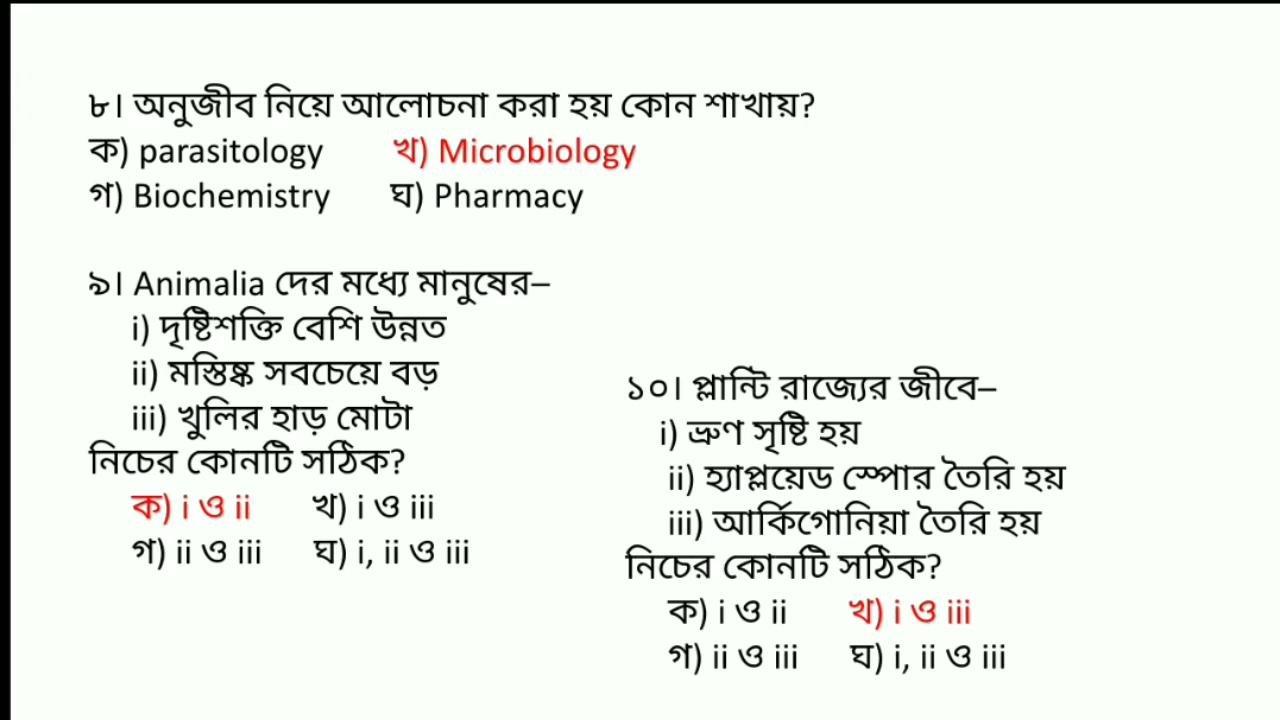 ৮। অনুজীব নিয়ে আলোচনা করা হয় কোন শাখায়?
ক) parasitology খ) Microbiology
গ) Biochemistry ঘ) Pharmacy
৯। Animalia দের মধ্যে মানুষের–
i) দৃষ্টিশক্তি বেশি উন্নত
ii) মস্তিষ্ক সবচেয়ে বড়
iii) খুলির হাড় মোটা
নিচের কোনটি সঠিক?
ক) i ও ii খ) i ও iii
গ) ii ও iii ঘ) i, ii ও iii
১০। প্লান্টি রাজ্যের জীবে–
i) ভ্রুণ সৃষ্টি হয়
ii) হ্যাপ্লয়েড স্পোর তৈরি হয়
iii) আর্কিগোনিয়া তৈরি হয়
নিচের কোনটি সঠিক?
ক) i ও ii খ) i ও iii
গ) ii ও iii ঘ) i, ii ও iii